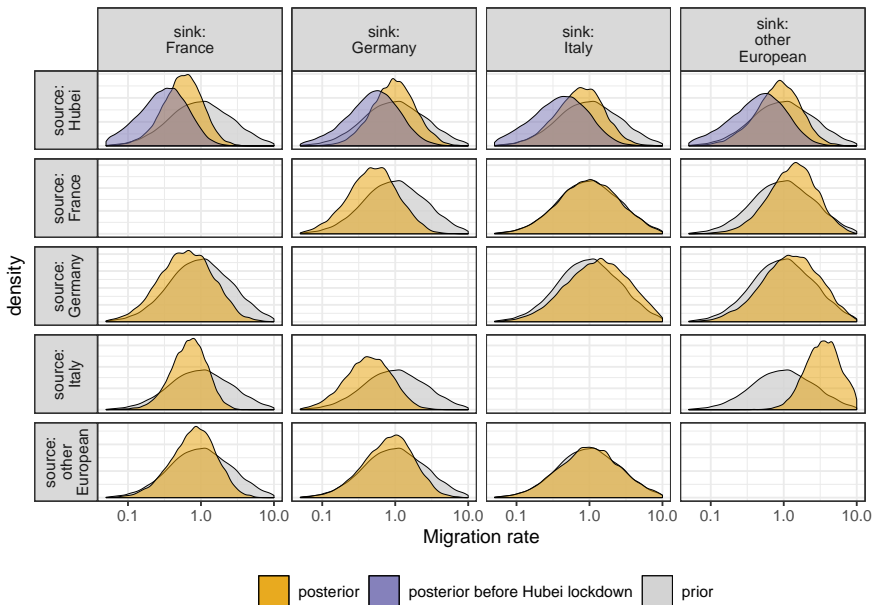 sink:
France
sink:
Germany
sink:
Italy
sink:
other
European
source:
Hubei
source:
France
source:
Germany
source:
Italy
source:
other
European
density
0.1 1.0 10.0 0.1 1.0 10.0 0.1 1.0 10.0 0.1 1.0 10.0
Migration rate
posterior posterior before Hubei lockdown prior